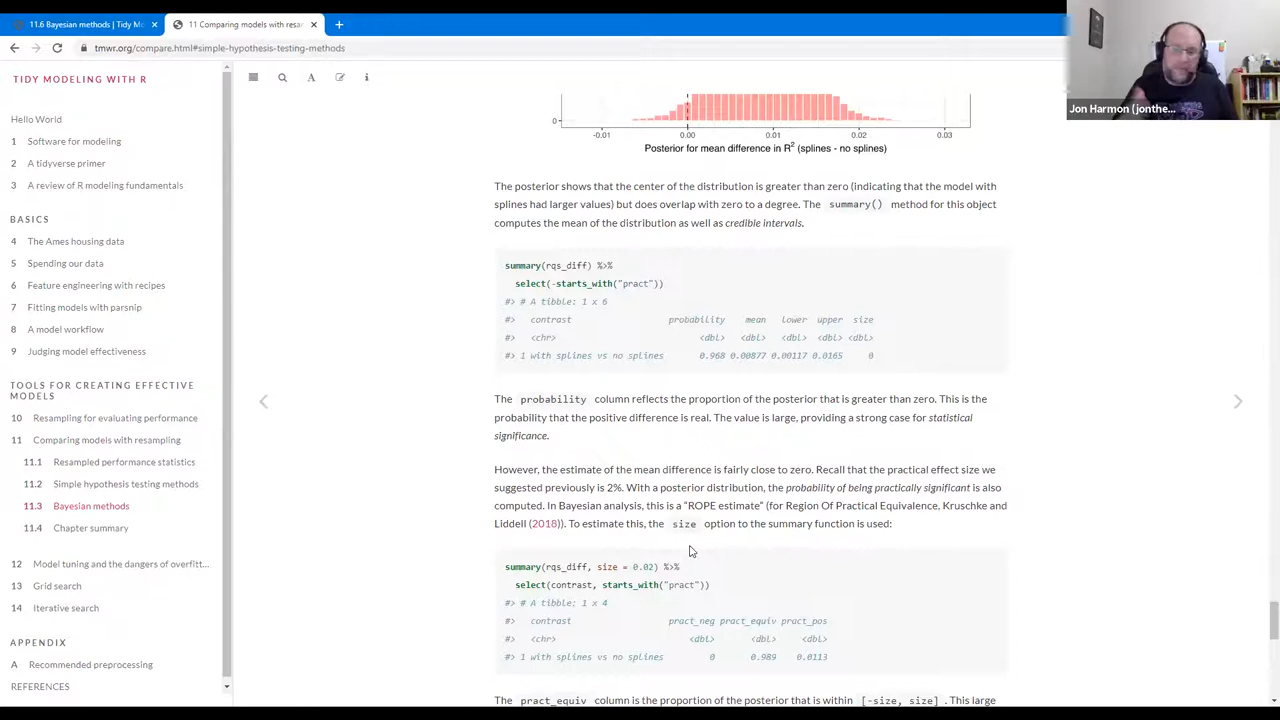 11.6 Bayesian methods | Tidy Mo
11 Comparing models with resam
tmwr.org/compare.html#simple-hypothesis-testing-methods
Jon Harmon (jonthe...
TIDY MODELING WITH R
Hello World
1 Software for modeling
2 A tidyverse primer
3 A review of R modeling fundamentals
BASICS
4 The Ames housing data
5 Spending our data
6 Feature engineering with recipes
7 Fitting models with parsnip
8 A model workflow
9 Judging model effectiveness
TOOLS FOR CREATING EFFECTIVE
MODELS
10 Resampling for evaluating performance
11 Comparing models with resampling
11.1 Resampled performance statistics
11.2 Simple hypothesis testing methods
11.3 Bayesian methods
11.4 Chapter summary
12 Model tuning and the dangers of overfitt...
13 Grid search
14 Iterative search
APPENDIX
A Recommended preprocessing
REFERENCES
0
-0.01 0.00 0.01 0.02 0.03
Posterior for mean difference in R² (splines - no splines)
The posterior shows that the center of the distribution is greater than zero (indicating that the model with
splines had larger values) but does overlap with zero to a degree. The summary() method for this object
computes the mean of the distribution as well as credible intervals.
summary(rqs_diff) %>%
select(-starts_with("pract"))
#> # A tibble: 1 x 6
#> contrast probability mean lower upper size
#> <chr> <dbl> <dbl> <dbl> <dbl> <dbl>
#> 1 with splines vs no splines 0.968 0.00877 0.00117 0.0165 0
The probability column reflects the proportion of the posterior that is greater than zero. This is the
probability that the positive difference is real. The value is large, providing a strong case for statistical
significance.
However, the estimate of the mean difference is fairly close to zero. Recall that the practical effect size we
suggested previously is 2%. With a posterior distribution, the probability of being practically significant is also
computed. In Bayesian analysis, this is a “ROPE estimate” (for Region Of Practical Equivalence, Kruschke and
Liddell (2018)). To estimate this, the size option to the summary function is used:
summary(rqs_diff, size = 0.02) %>%
select(contrast, starts_with("pract"))
#> # A tibble: 1 x 4
#> contrast pract_neg pract_equiv pract_pos
#> <chr> <dbl> <dbl> <dbl>
#> 1 with splines vs no splines 0 0.989 0.0113
The pract_equiv column is the proportion of the posterior that is within [-size, size]. This large